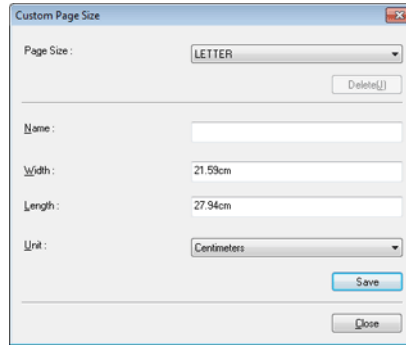 Custom Page Size
Page Size :
LETTER
Delete(J)
Name :
Width :
21.59cm
Length :
27.94cm
Unit :
Centimeters
Save
Close